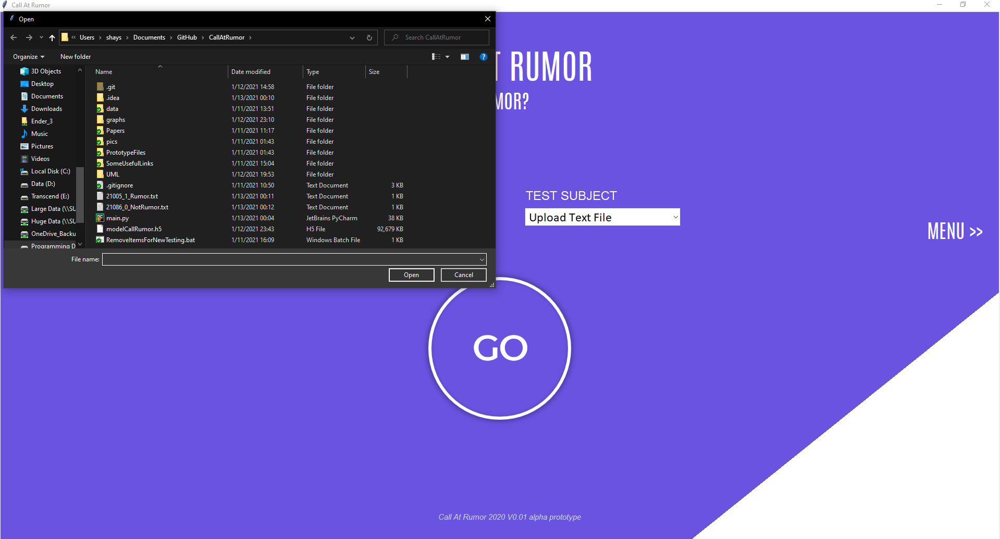 Call At Rumor
Open
« Users > shays > Documents > GitHub > CallAtRumor >
Search CallAtRumor
Organize
New folder
3D Objects
Desktop
Documents
Downloads
Ender_3
Music
Pictures
Videos
Local Disk (C:)
Data (D:)
Transcend (E:)
Large Data (\\SU
Huge Data (\\SU
OneDrive_Backu
Programming D
Name Date modified Type Size
.git 1/12/2021 14:58 File folder
.idea 1/13/2021 00:10 File folder
data 1/11/2021 13:51 File folder
graphs 1/12/2021 23:10 File folder
Papers 1/11/2021 11:17 File folder
pics 1/11/2021 01:43 File folder
PrototypeFiles 1/11/2021 01:43 File folder
SomeUsefulLinks 1/11/2021 15:04 File folder
UML 1/12/2021 19:53 File folder
.gitignore 1/11/2021 10:50 Text Document 3 KB
21005_1_Rumor.txt 1/13/2021 00:11 Text Document 1 KB
21086_0_NotRumor.txt 1/13/2021 00:12 Text Document 1 KB
main.py 1/13/2021 00:04 JetBrains PyCharm 38 KB
modelCallRumor.h5 1/12/2021 23:43 H5 File 92,679 KB
RemoveItemsForNewTesting.bat 1/11/2021 16:09 Windows Batch File 1 KB
File name:
Open Cancel
T RUMOR
MOR?
TEST SUBJECT
Upload Text File
MENU >>
GO
Call At Rumor 2020 V0.01 alpha prototype